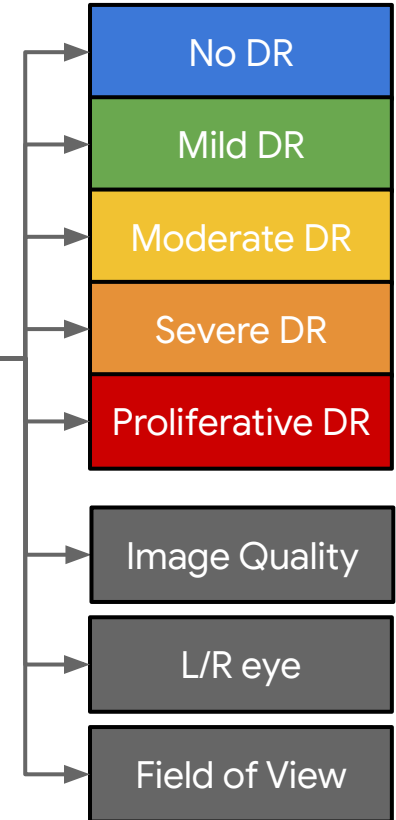 No DR
Mild DR
Moderate DR
Severe DR
Proliferative DR
Image Quality
L/R eye
Field of View